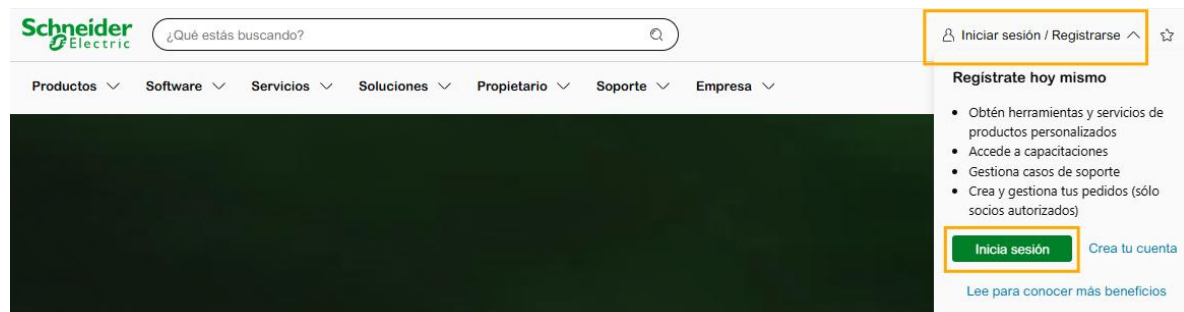 Schneider
Electric
¿Qué estás buscando?
Iniciar sesión / Registrarse
Productos Software Servicios Soluciones Propietario Soporte Empresa
Regístrate hoy mismo
• Obtén herramientas y servicios de
productos personalizados
• Accede a capacitaciones
• Gestiona casos de soporte
• Crea y gestiona tus pedidos (sólo
socios autorizados)
Inicia sesión Crea tu cuenta
Lee para conocer más beneficios